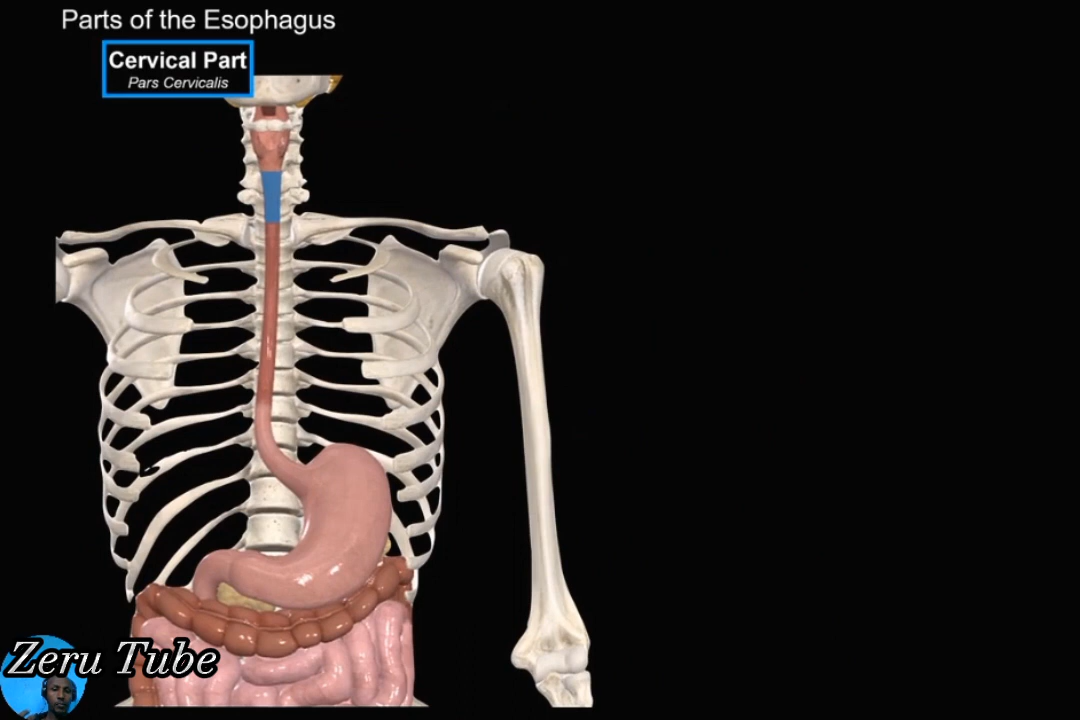 Parts of the Esophagus
Cervical Part
Pars Cervicalis
Zeru Tube